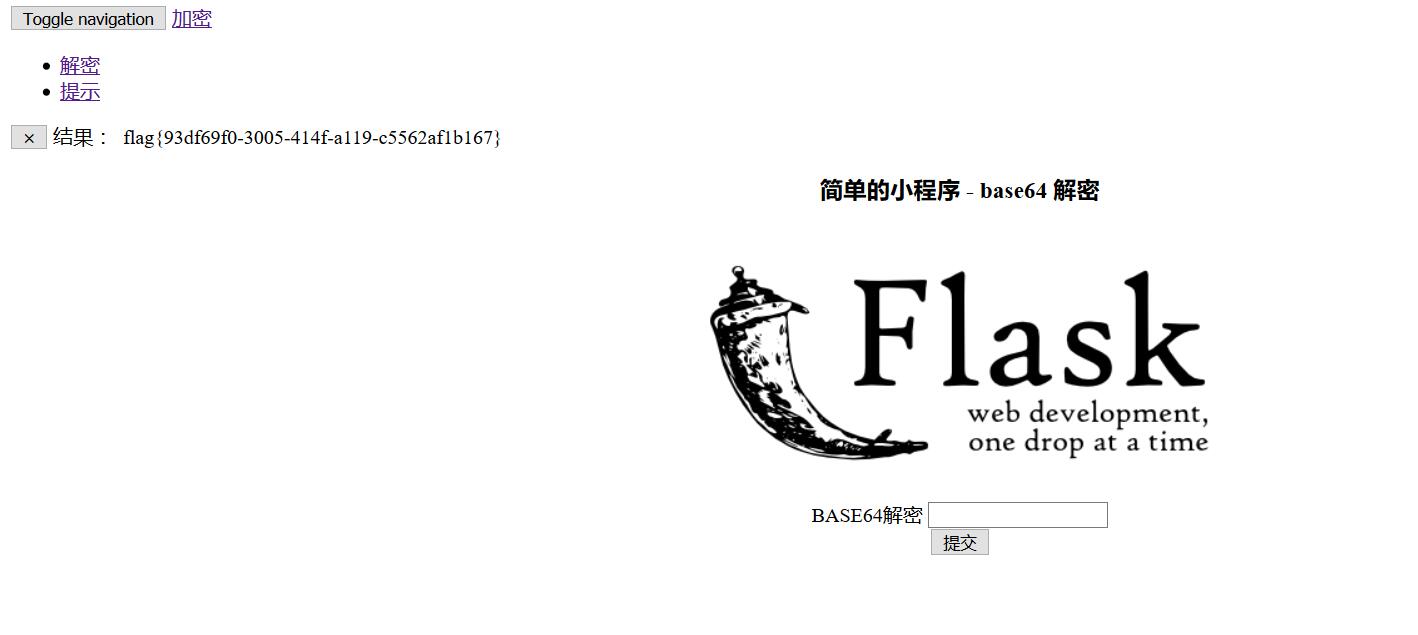 Toggle navigation 加密
解密
提示
× 结果： flag{93df69f0-3005-414f-a119-c5562af1b167}
简单的小程序 - base64 解密
Flask
web development,
one drop at a time
BASE64解密
提交